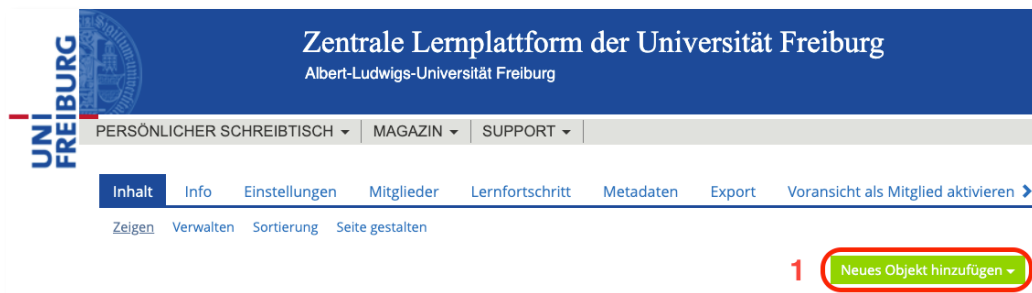 UNI
FREIBURG
Zentrale Lernplattform der Universität Freiburg
Albert-Ludwigs-Universität Freiburg
PERSÖNLICHER SCHREIBTISCH MAGAZIN SUPPORT
Inhalt Info Einstellungen Mitglieder Lernfortschritt Metadaten Export Voransicht als Mitglied aktivieren
Zeigen Verwalten Sortierung Seite gestalten
1 Neues Objekt hinzufügen